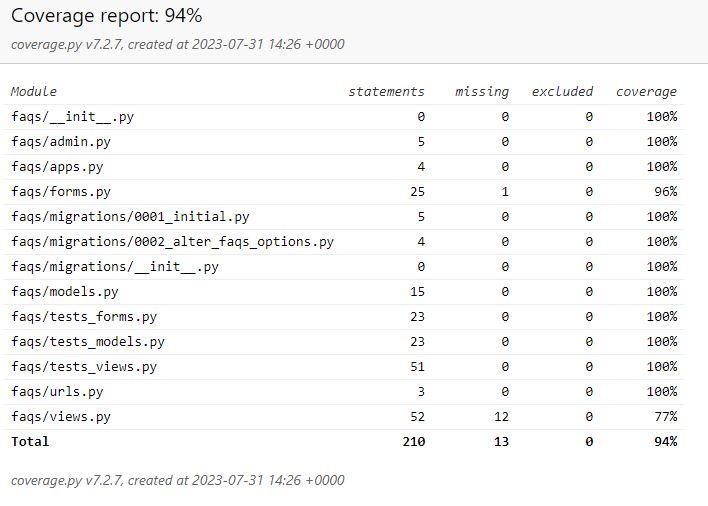 Coverage report: 94%
coverage.py v7.2.7, created at 2023-07-31 14:26 +0000
Module statements missing excluded coverage
faqs/__init__.py 0 0 0 100%
faqs/admin.py 5 0 0 100%
faqs/apps.py 4 0 0 100%
faqs/forms.py 25 1 0 96%
faqs/migrations/0001_initial.py 5 0 0 100%
faqs/migrations/0002_alter_faqs_options.py 4 0 0 100%
faqs/migrations/__init__.py 0 0 0 100%
faqs/models.py 15 0 0 100%
faqs/tests_forms.py 23 0 0 100%
faqs/tests_models.py 23 0 0 100%
faqs/tests_views.py 51 0 0 100%
faqs/urls.py 3 0 0 100%
faqs/views.py 52 12 0 77%
Total 210 13 0 94%
coverage.py v7.2.7, created at 2023-07-31 14:26 +0000